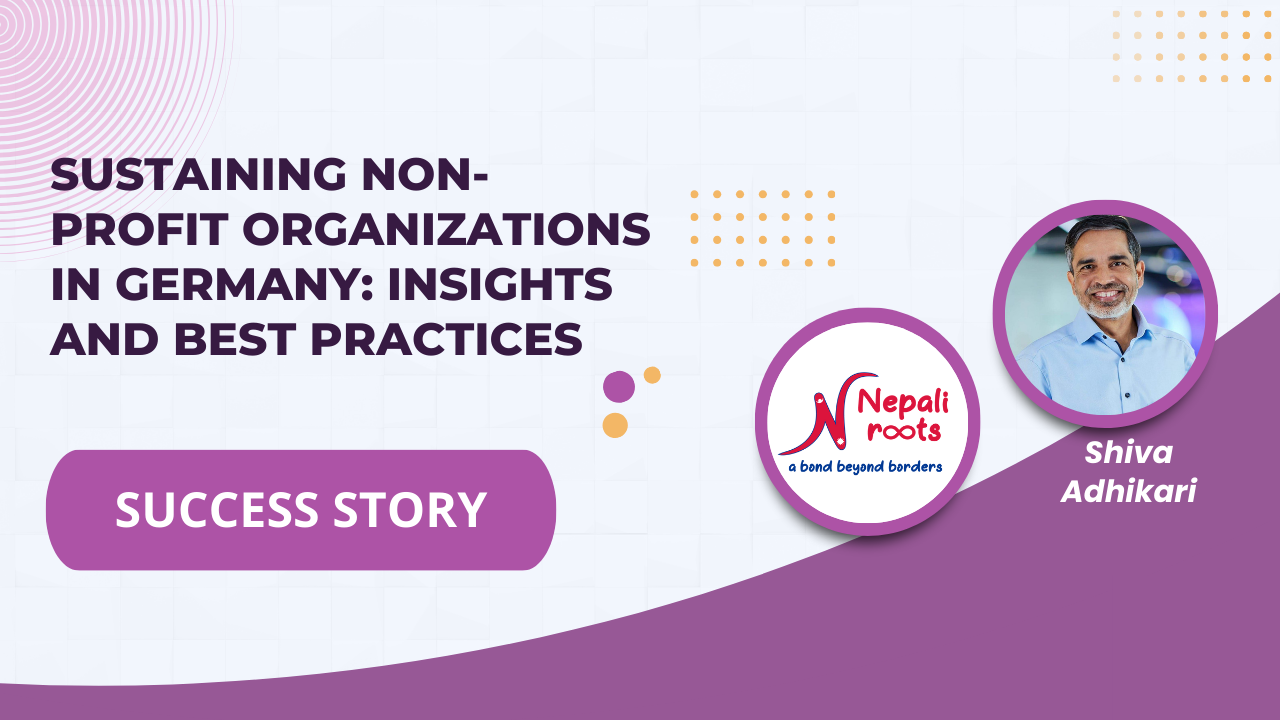 SUSTAINING NON-
PROFIT ORGANIZATIONS
IN GERMANY: INSIGHTS
AND BEST PRACTICES
SUCCESS STORY
Nepali
roots
a bond beyond borders
Shiva
Adhikari